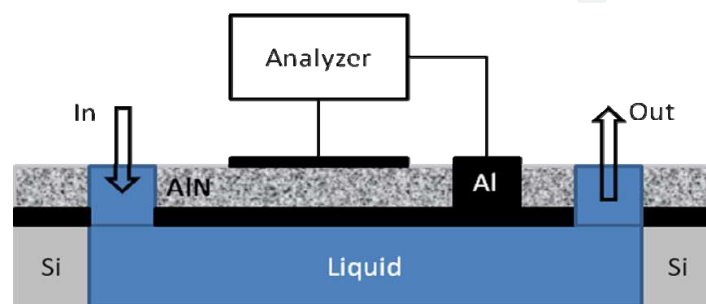 Analyzer
In
Out
AlN
Al
Si
Liquid
Si